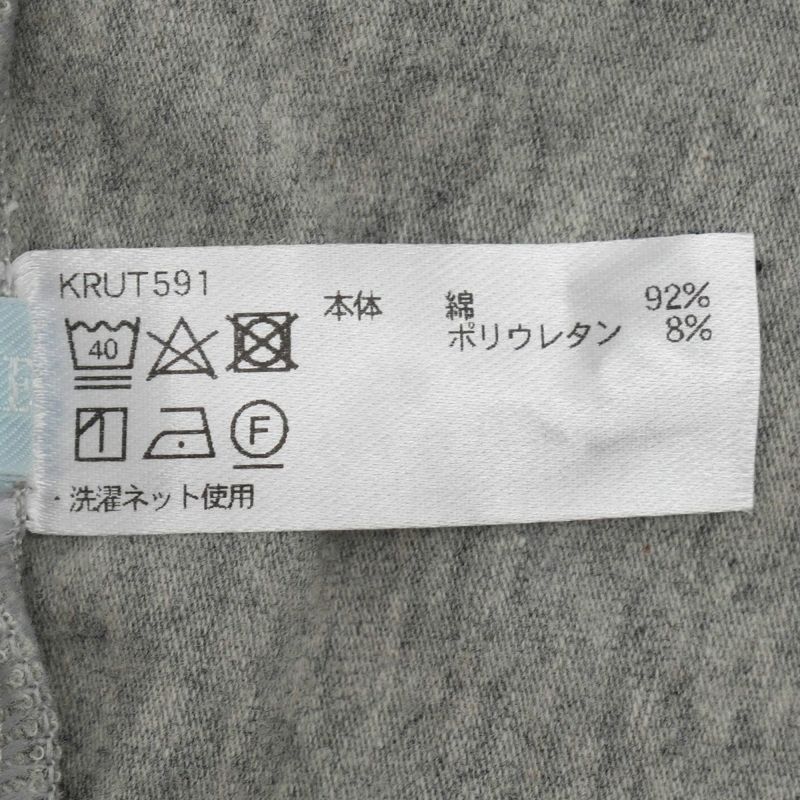 KRUT591
本体 綿 92%
ポリウレタン 8%
40
F
・洗濯ネット使用